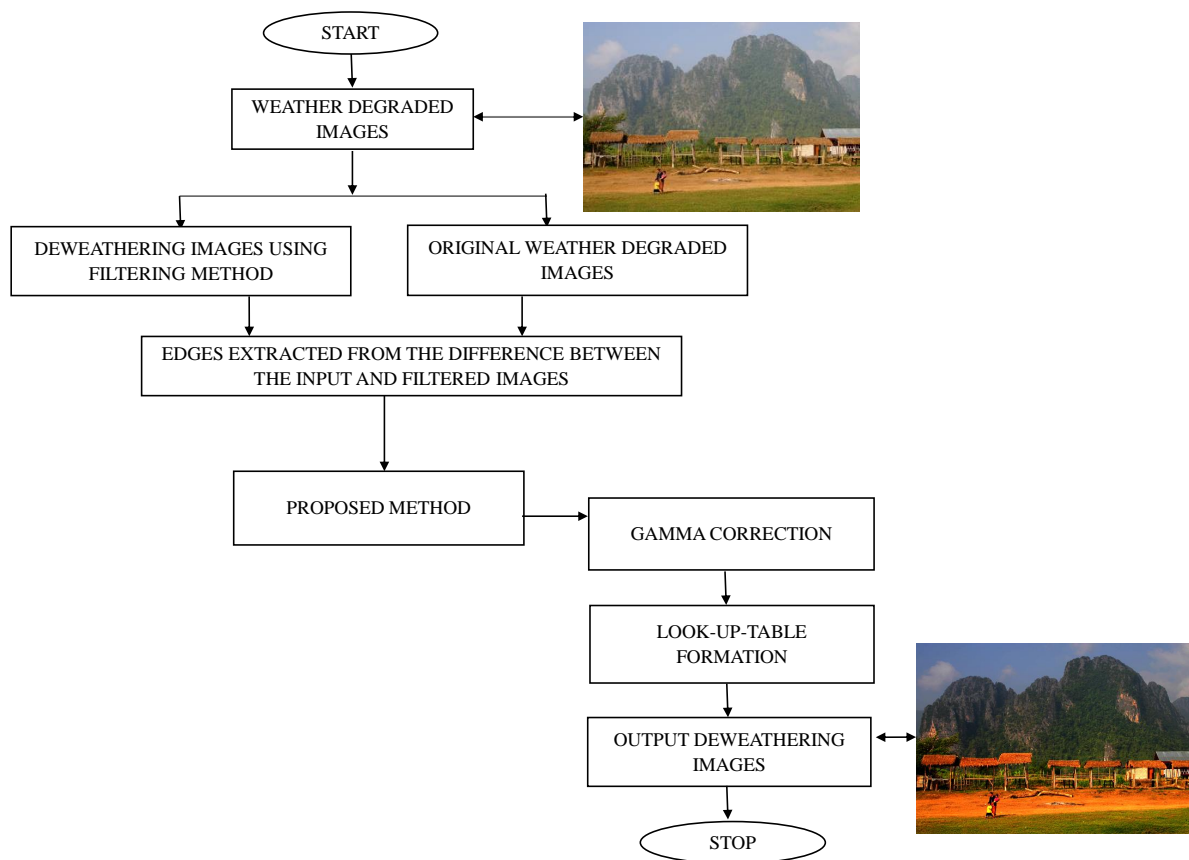 START
WEATHER DEGRADED
IMAGES
DEWEATHERING IMAGES USING
FILTERING METHOD
ORIGINAL WEATHER DEGRADED
IMAGES
EDGES EXTRACTED FROM THE DIFFERENCE BETWEEN
THE INPUT AND FILTERED IMAGES
PROPOSED METHOD
GAMMA CORRECTION
LOOK-UP-TABLE
FORMATION
OUTPUT DEWEATHERING
IMAGES
STOP